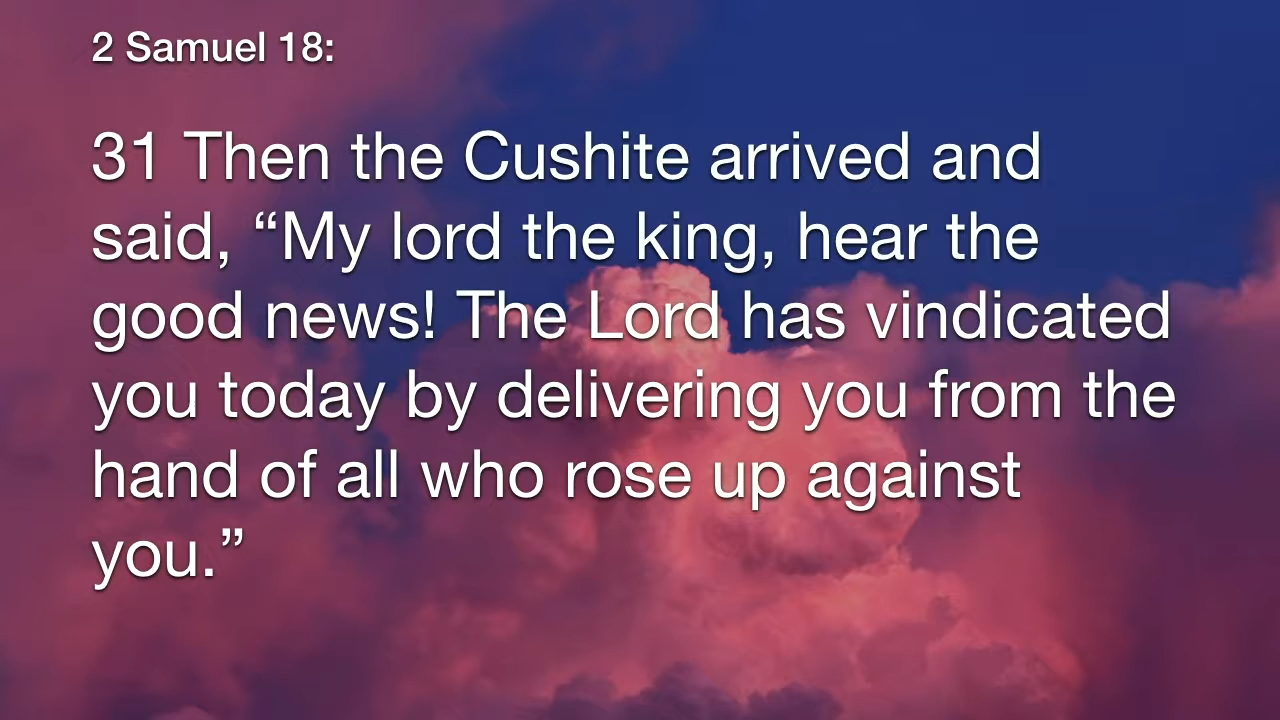 2 Samuel 18:
31 Then the Cushite arrived and
said, “My lord the king, hear the
good news! The Lord has vindicated
you today by delivering you from the
hand of all who rose up against
you.”